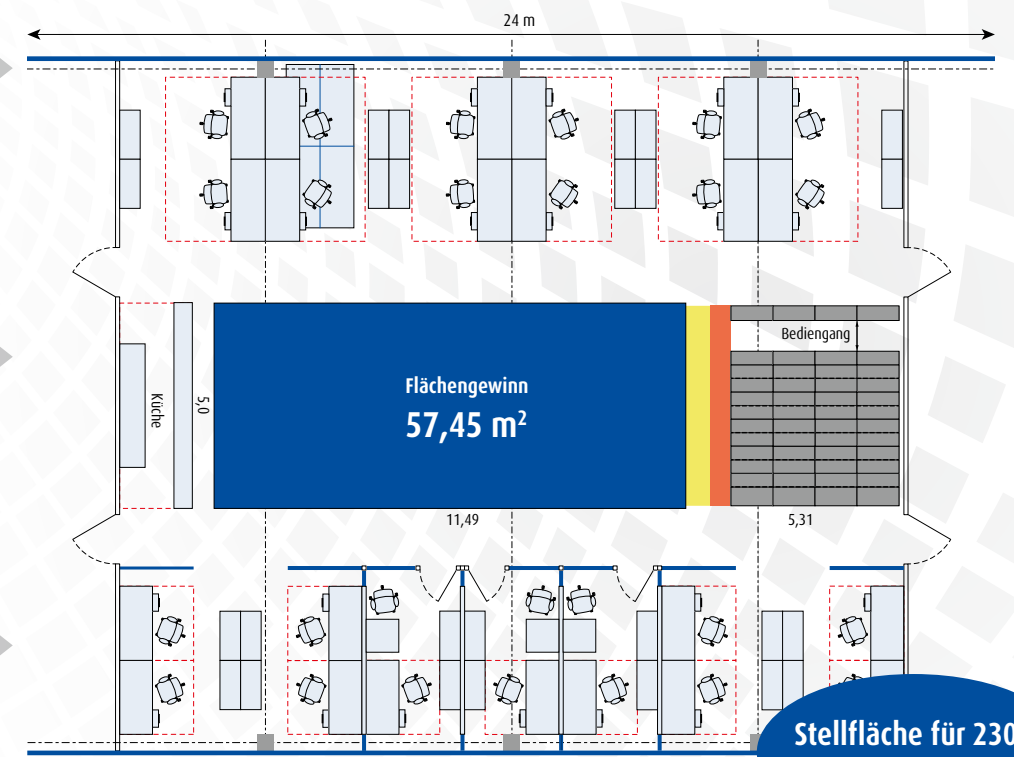 24 m
Bediengang
Küche
5,0
Flächengewinn
57,45 m²
11,49
5,31
Stellfläche für 230